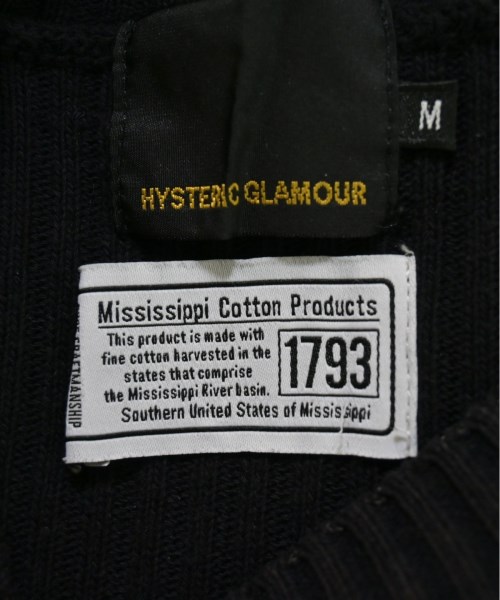 M
HYSTERIC GLAMOUR
Mississippi Cotton Products
This product is made with
fine cotton harvested in the
states that comprise
the Mississippi River basin.
1793
Southern United States of Mississippi